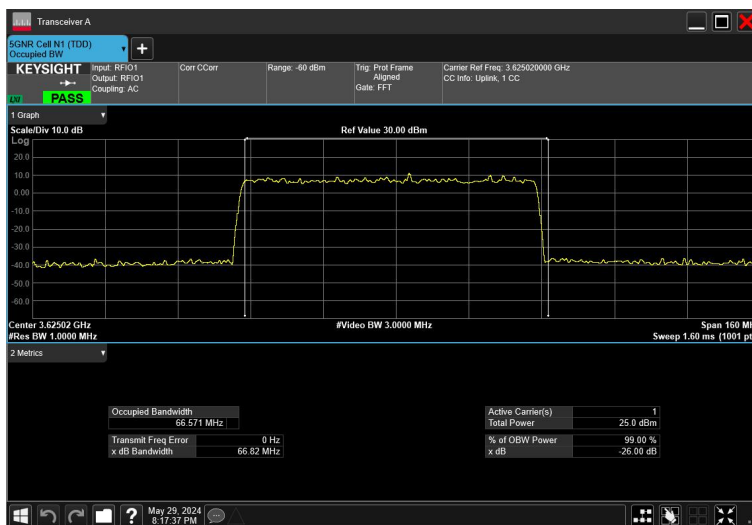 Transceiver A
5GNR Cell N1 (TDD)
Occupied BW
KEYSIGHT
LXI
PASS
Input: RFIO1
Output: RFIO1
Coupling: AC
Corr CCorr
Range: -60 dBm
Trig: Prot Frame
Aligned
Gate: FFT
Carrier Ref Freq: 3.625020000 GHz
CC Info: Uplink, 1 CC
1 Graph
Scale/Div 10.0 dB
Ref Value 30.00 dBm
Log
20.0
10.0
0.00
-10.0
-20.0
-30.0
-40.0
-50.0
-60.0
Center 3.62502 GHz
#Video BW 3.0000 MHz
Span 160 MH
#Res BW 1.0000 MHz
Sweep 1.60 ms (1001 pt
2 Metrics
Occupied Bandwidth
66.571 MHz
Transmit Freq Error 0 Hz
x dB Bandwidth 66.82 MHz
Active Carrier(s) 1
Total Power 25.0 dBm
% of OBW Power 99.00 %
x dB -26.00 dB
May 29, 2024
8:17:37 PM